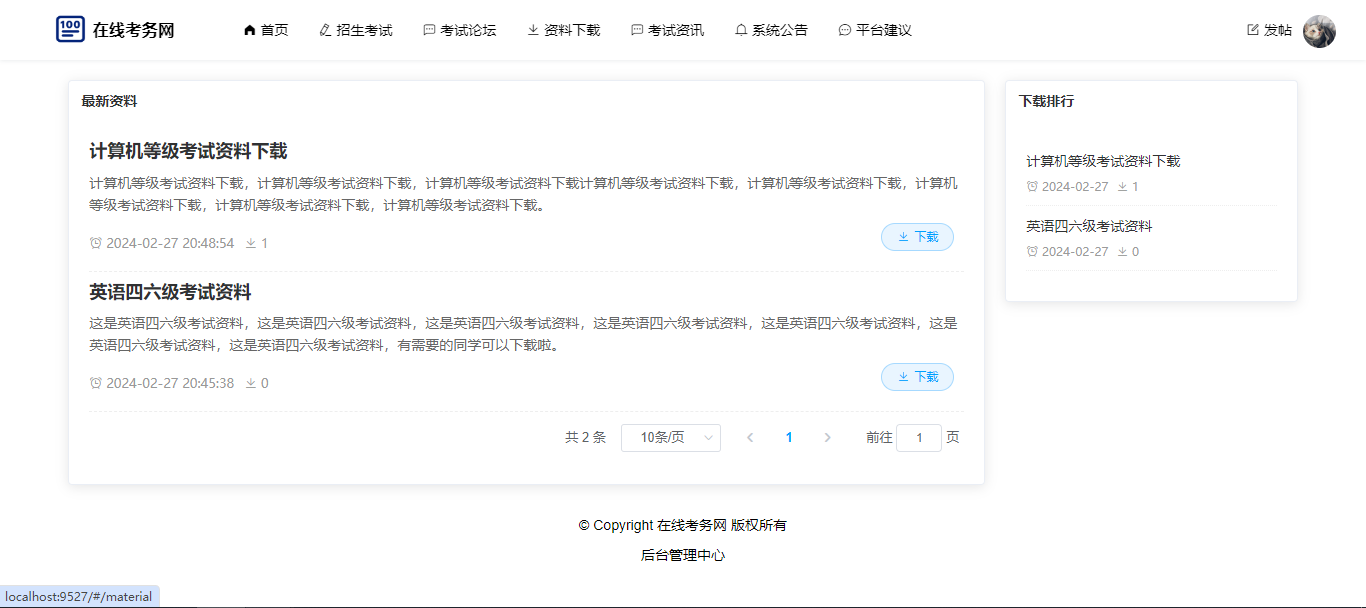 100 在线考务网 首页 招生考试 考试论坛 资料下载 考试资讯 系统公告 平台建议 发帖
最新资料
计算机等级考试资料下载
计算机等级考试资料下载，计算机等级考试资料下载，计算机等级考试资料下载计算机等级考试资料下载，计算机等级考试资料下载，计算机
等级考试资料下载，计算机等级考试资料下载，计算机等级考试资料下载。
2024-02-27 20:48:54 1 下载
英语四六级考试资料
这是英语四六级考试资料，这是英语四六级考试资料，这是英语四六级考试资料，这是英语四六级考试资料，这是英语四六级考试资料，这是
英语四六级考试资料，这是英语四六级考试资料，有需要的同学可以下载啦。
2024-02-27 20:45:38 0 下载
共 2 条 10条/页 1 前往 1 页
下载排行
计算机等级考试资料下载
2024-02-27 1
英语四六级考试资料
2024-02-27 0
© Copyright 在线考务网 版权所有
后台管理中心
localhost:9527/#/material